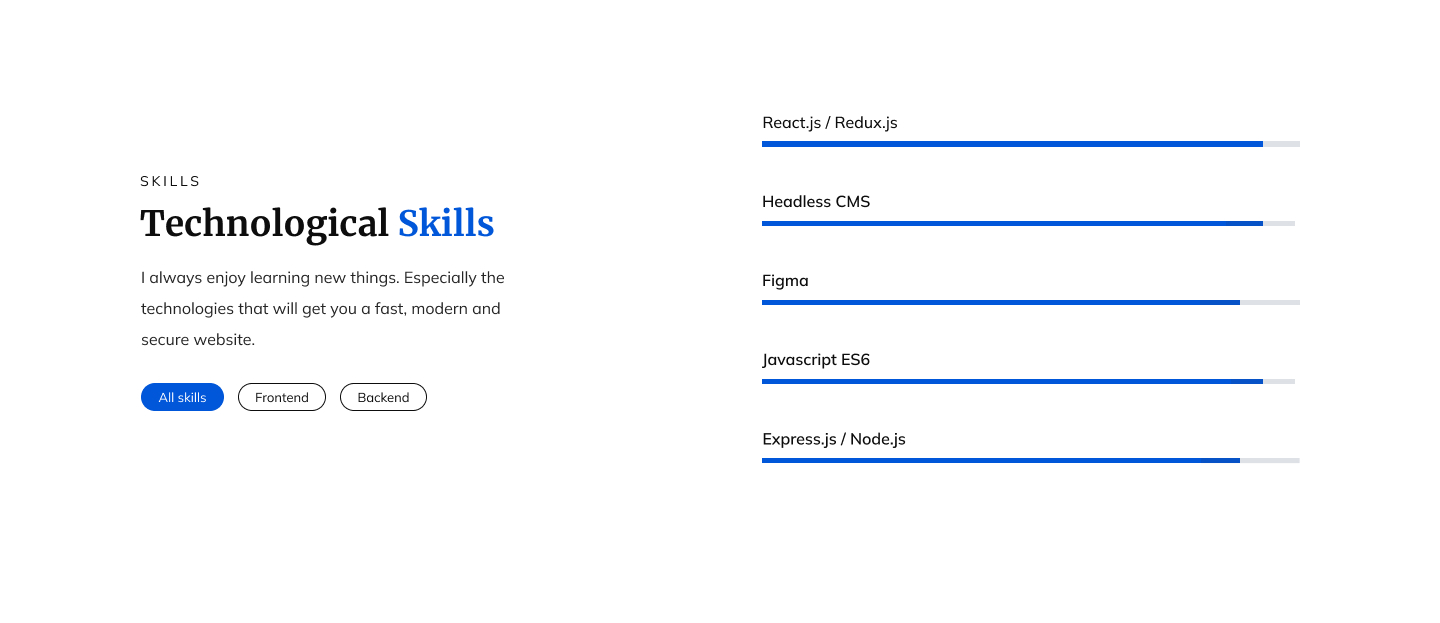 SKILLS
Technological Skills
I always enjoy learning new things. Especially the
technologies that will get you a fast, modern and
secure website.
All skills
Frontend
Backend
React.js / Redux.js
Headless CMS
Figma
Javascript ES6
Express.js / Node.js